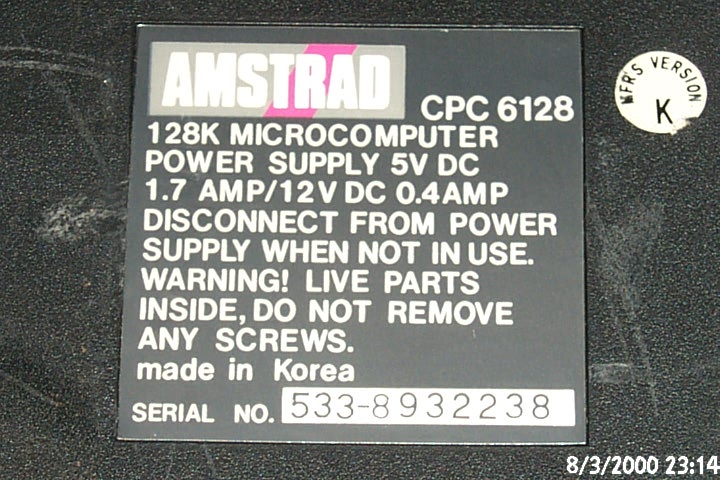 AMSTRAD
CPC 6128
128K MICROCOMPUTER
POWER SUPPLY 5V DC
1.7 AMP/12V DC 0.4AMP
DISCONNECT FROM POWER
SUPPLY WHEN NOT IN USE.
WARNING! LIVE PARTS
INSIDE, DO NOT REMOVE
ANY SCREWS.
made in Korea
SERIAL NO. 533-8932238
MFR'S VERSION
K
8/3/2000 23:14